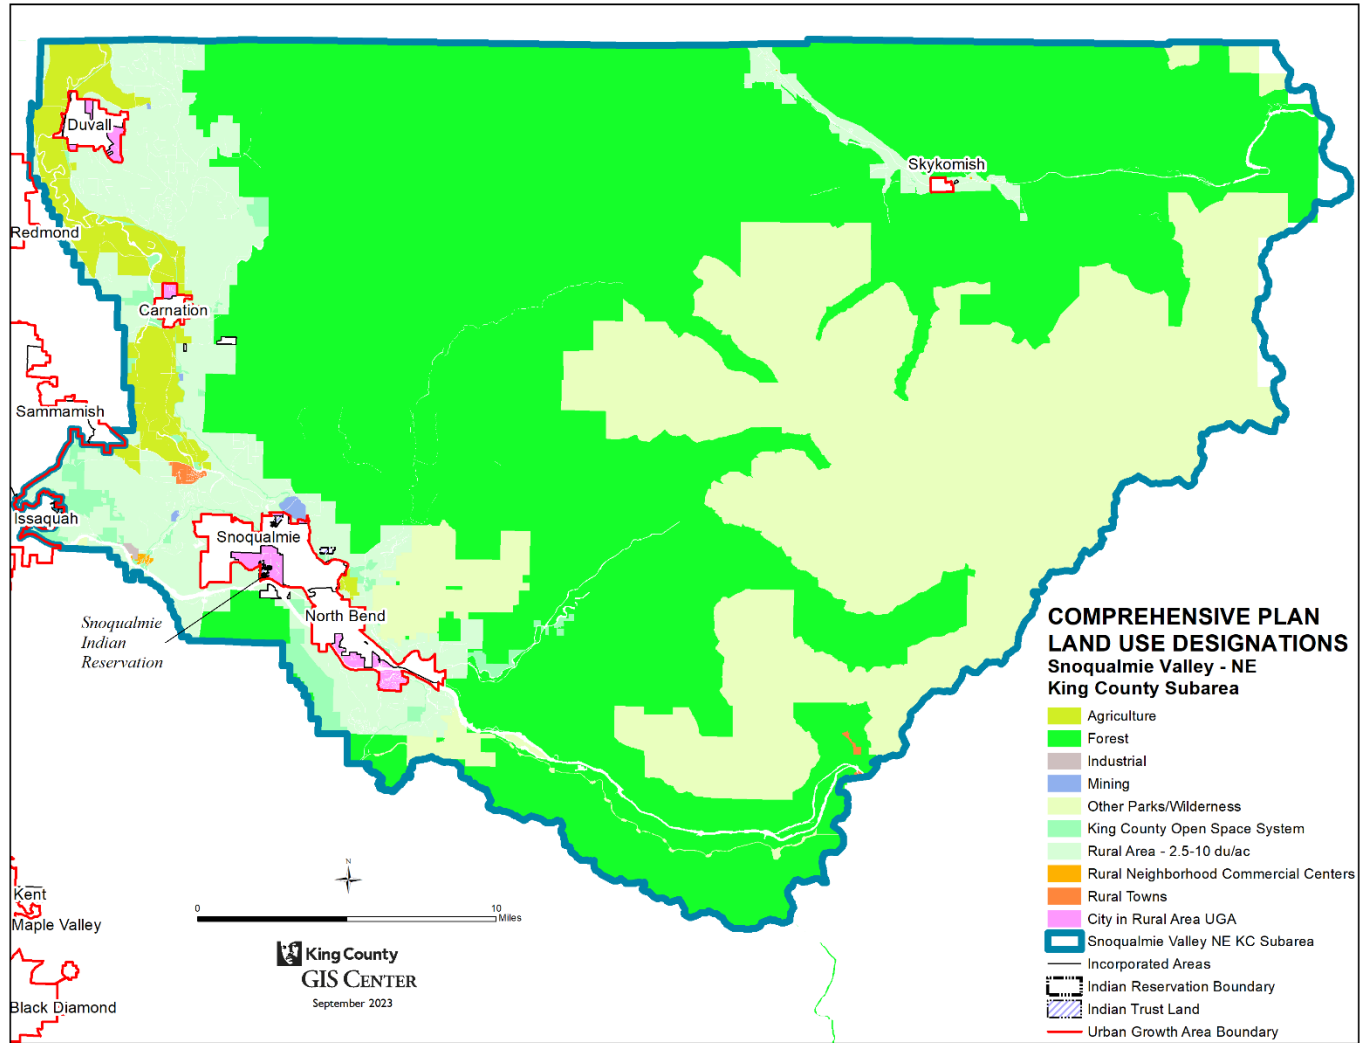 Duvall
Skykomish
Redmond
Carnation
Sammamish
Issaquah
Snoqualmie
Snoqualmie
Indian
Reservation
North Bend
COMPREHENSIVE PLAN
LAND USE DESIGNATIONS
Snoqualmie Valley - NE
King County Subarea
Agriculture
Forest
Industrial
Mining
Other Parks/Wilderness
King County Open Space System
Rural Area - 2.5-10 du/ac
Rural Neighborhood Commercial Centers
Rural Towns
City in Rural Area UGA
Snoqualmie Valley NE KC Subarea
Incorporated Areas
Indian Reservation Boundary
Indian Trust Land
Urban Growth Area Boundary
N
0 10
Miles
King County
GIS CENTER
September 2023
Kent
Maple Valley
Black Diamond